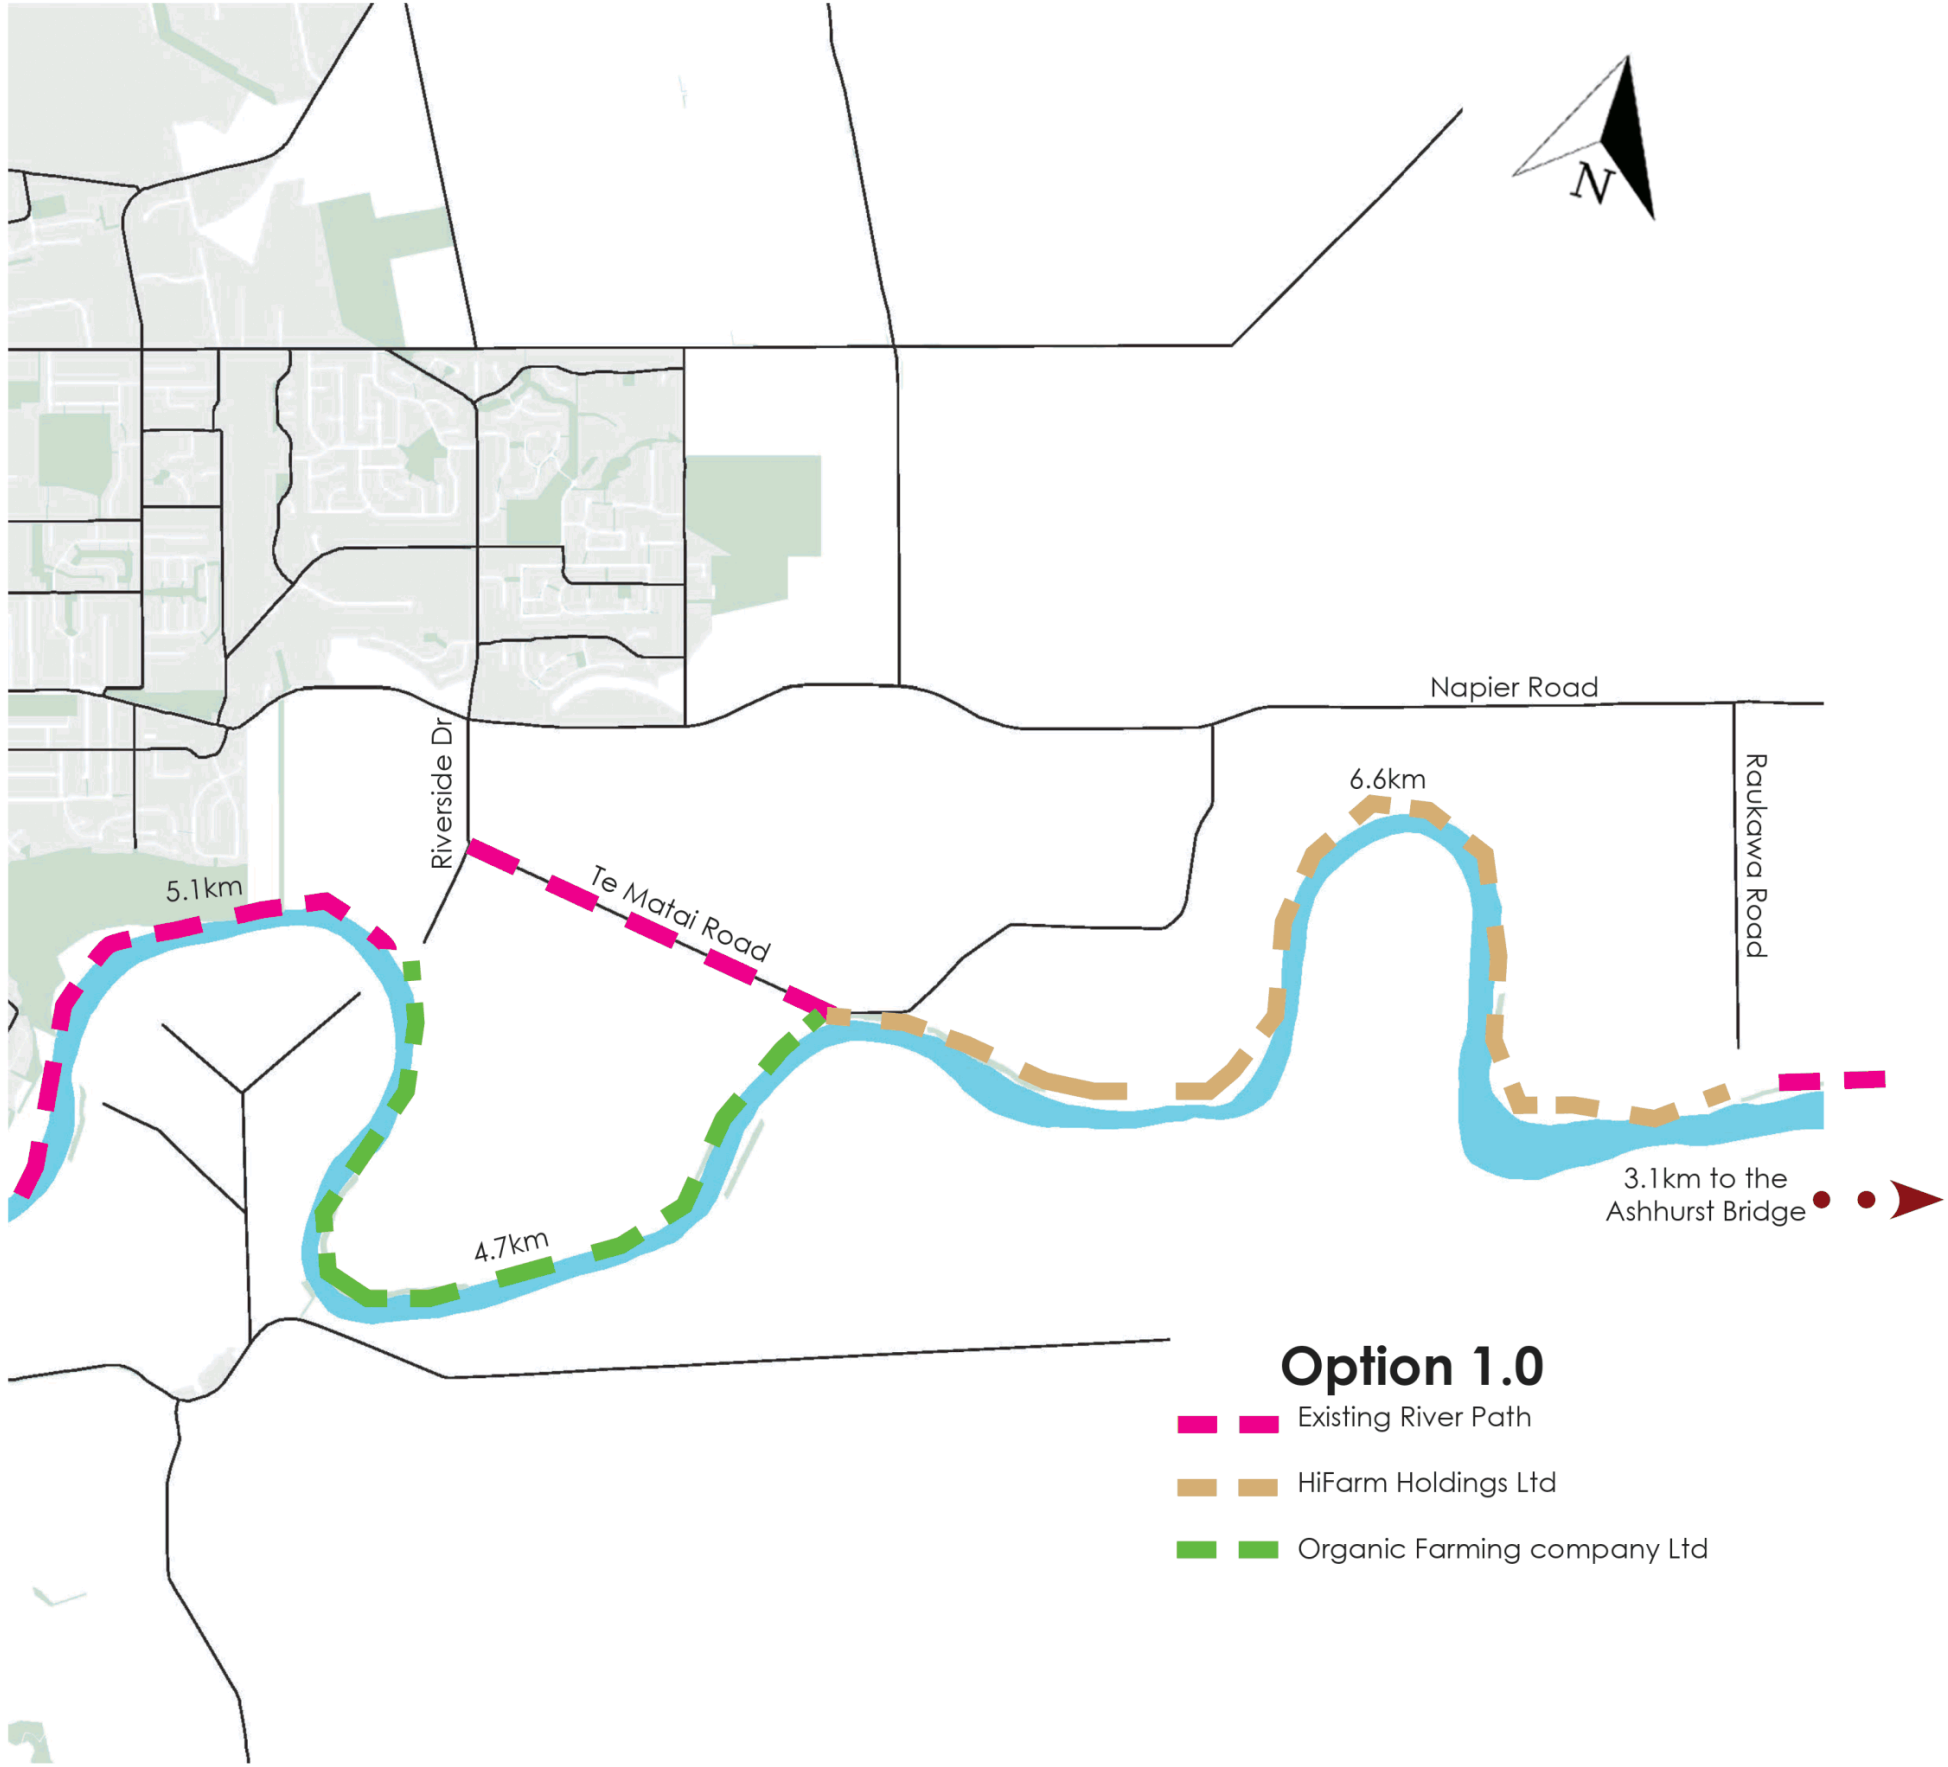 N
Napier Road
Riverside Dr
Raukawa Road
6.6km
Te Matai Road
5.1km
3.1km to the
Ashhurst Bridge
4.7km
Option 1.0
Existing River Path
HiFarm Holdings Ltd
Organic Farming company Ltd